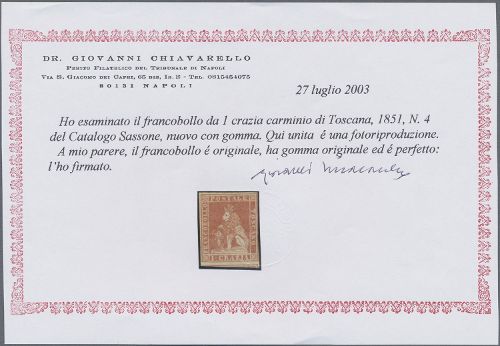 DR. GIOVANNI CHIAVARELLO
PERITO FILATELICO DEL TRIBUNALE DI NAPOLI
VIA S. GIACOMO DEI CAPRI, 65 BIS, IS. E - TEL. 0815454075
80131 NAPOLI
27 luglio 2003
Ho esaminato il francobollo da 1 crazia carminio di Toscana, 1851, N. 4
del Catalogo Sassone, nuovo con gomma. Qui unita é una fotoriproduzione.
A mio parere, il francobollo é originale, ha gomma originale ed é perfetto:
l'ho firmato.
POSTALE
FRANCOBOLLO
TOSCANO
1 CRAZIA